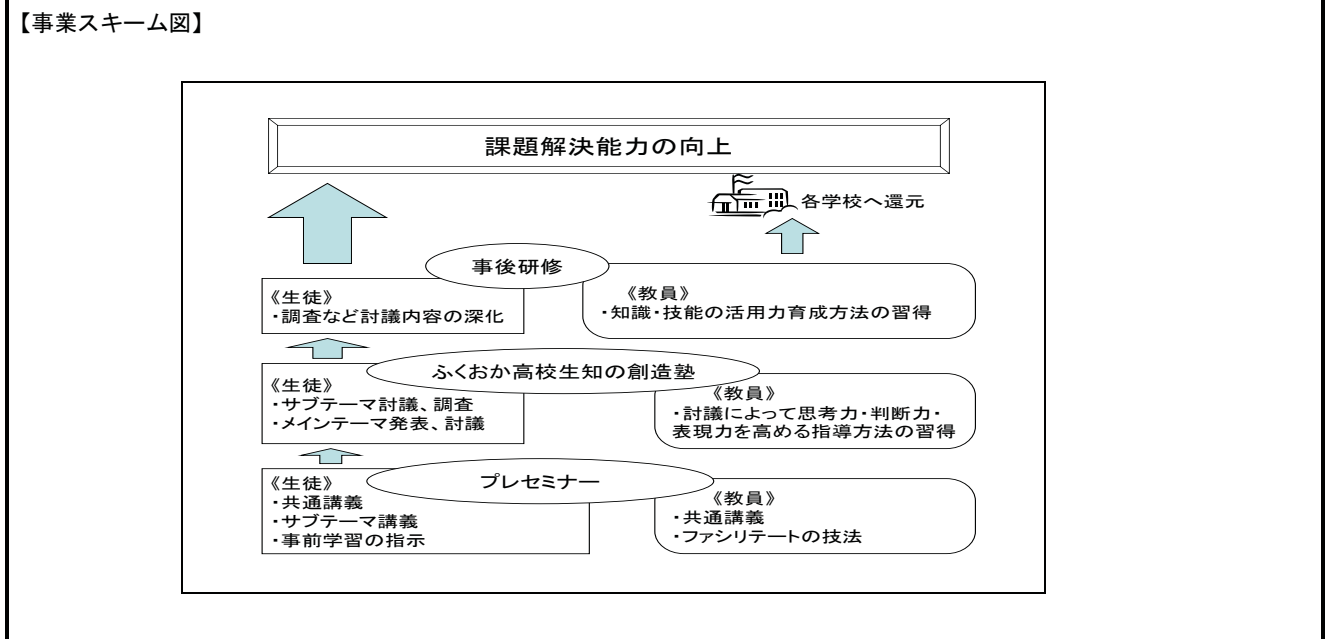 【事業スキーム図】
課題解決能力の向上
各学校へ還元
事後研修
《生徒》
・調査など討議内容の深化
《教員》
・知識・技能の活用力育成方法の習得
ふくおか高校生知の創造塾
《生徒》
・サブテーマ討議、調査
・メインテーマ発表、討議
《教員》
・討議によって思考力・判断力・
表現力を高める指導方法の習得
プレセミナー
《生徒》
・共通講義
・サブテーマ講義
・事前学習の指示
《教員》
・共通講義
・ファシリテートの技法